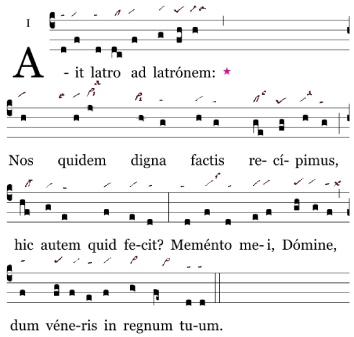 I
A - it latro ad latrónem: ★
Nos quidem digna factis re- cí- pimus,
hic autem quid fe-cit? Meménto me- i, Dómine,
dum véne-ris in regnum tu-um.